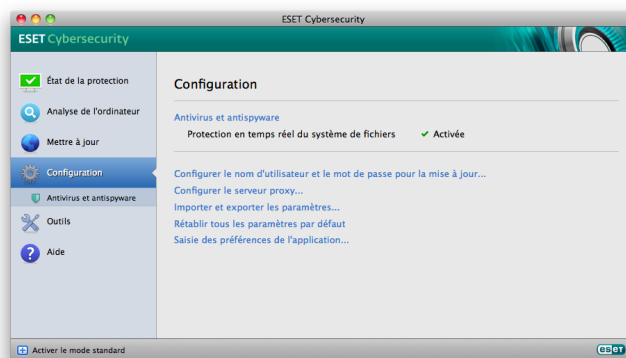 ESET Cybersecurity
ESET Cybersecurity
État de la protection
Analyse de l'ordinateur
Mettre à jour
Configuration
Antivirus et antispyware
Outils
Aide
Configuration
Antivirus et antispyware
Protection en temps réel du système de fichiers ✔ Activée
Configurer le nom d'utilisateur et le mot de passe pour la mise à jour...
Configurer le serveur proxy...
Importer et exporter les paramètres...
Rétablir tous les paramètres par défaut
Saisie des préférences de l'application...
Activer le mode standard
eseT